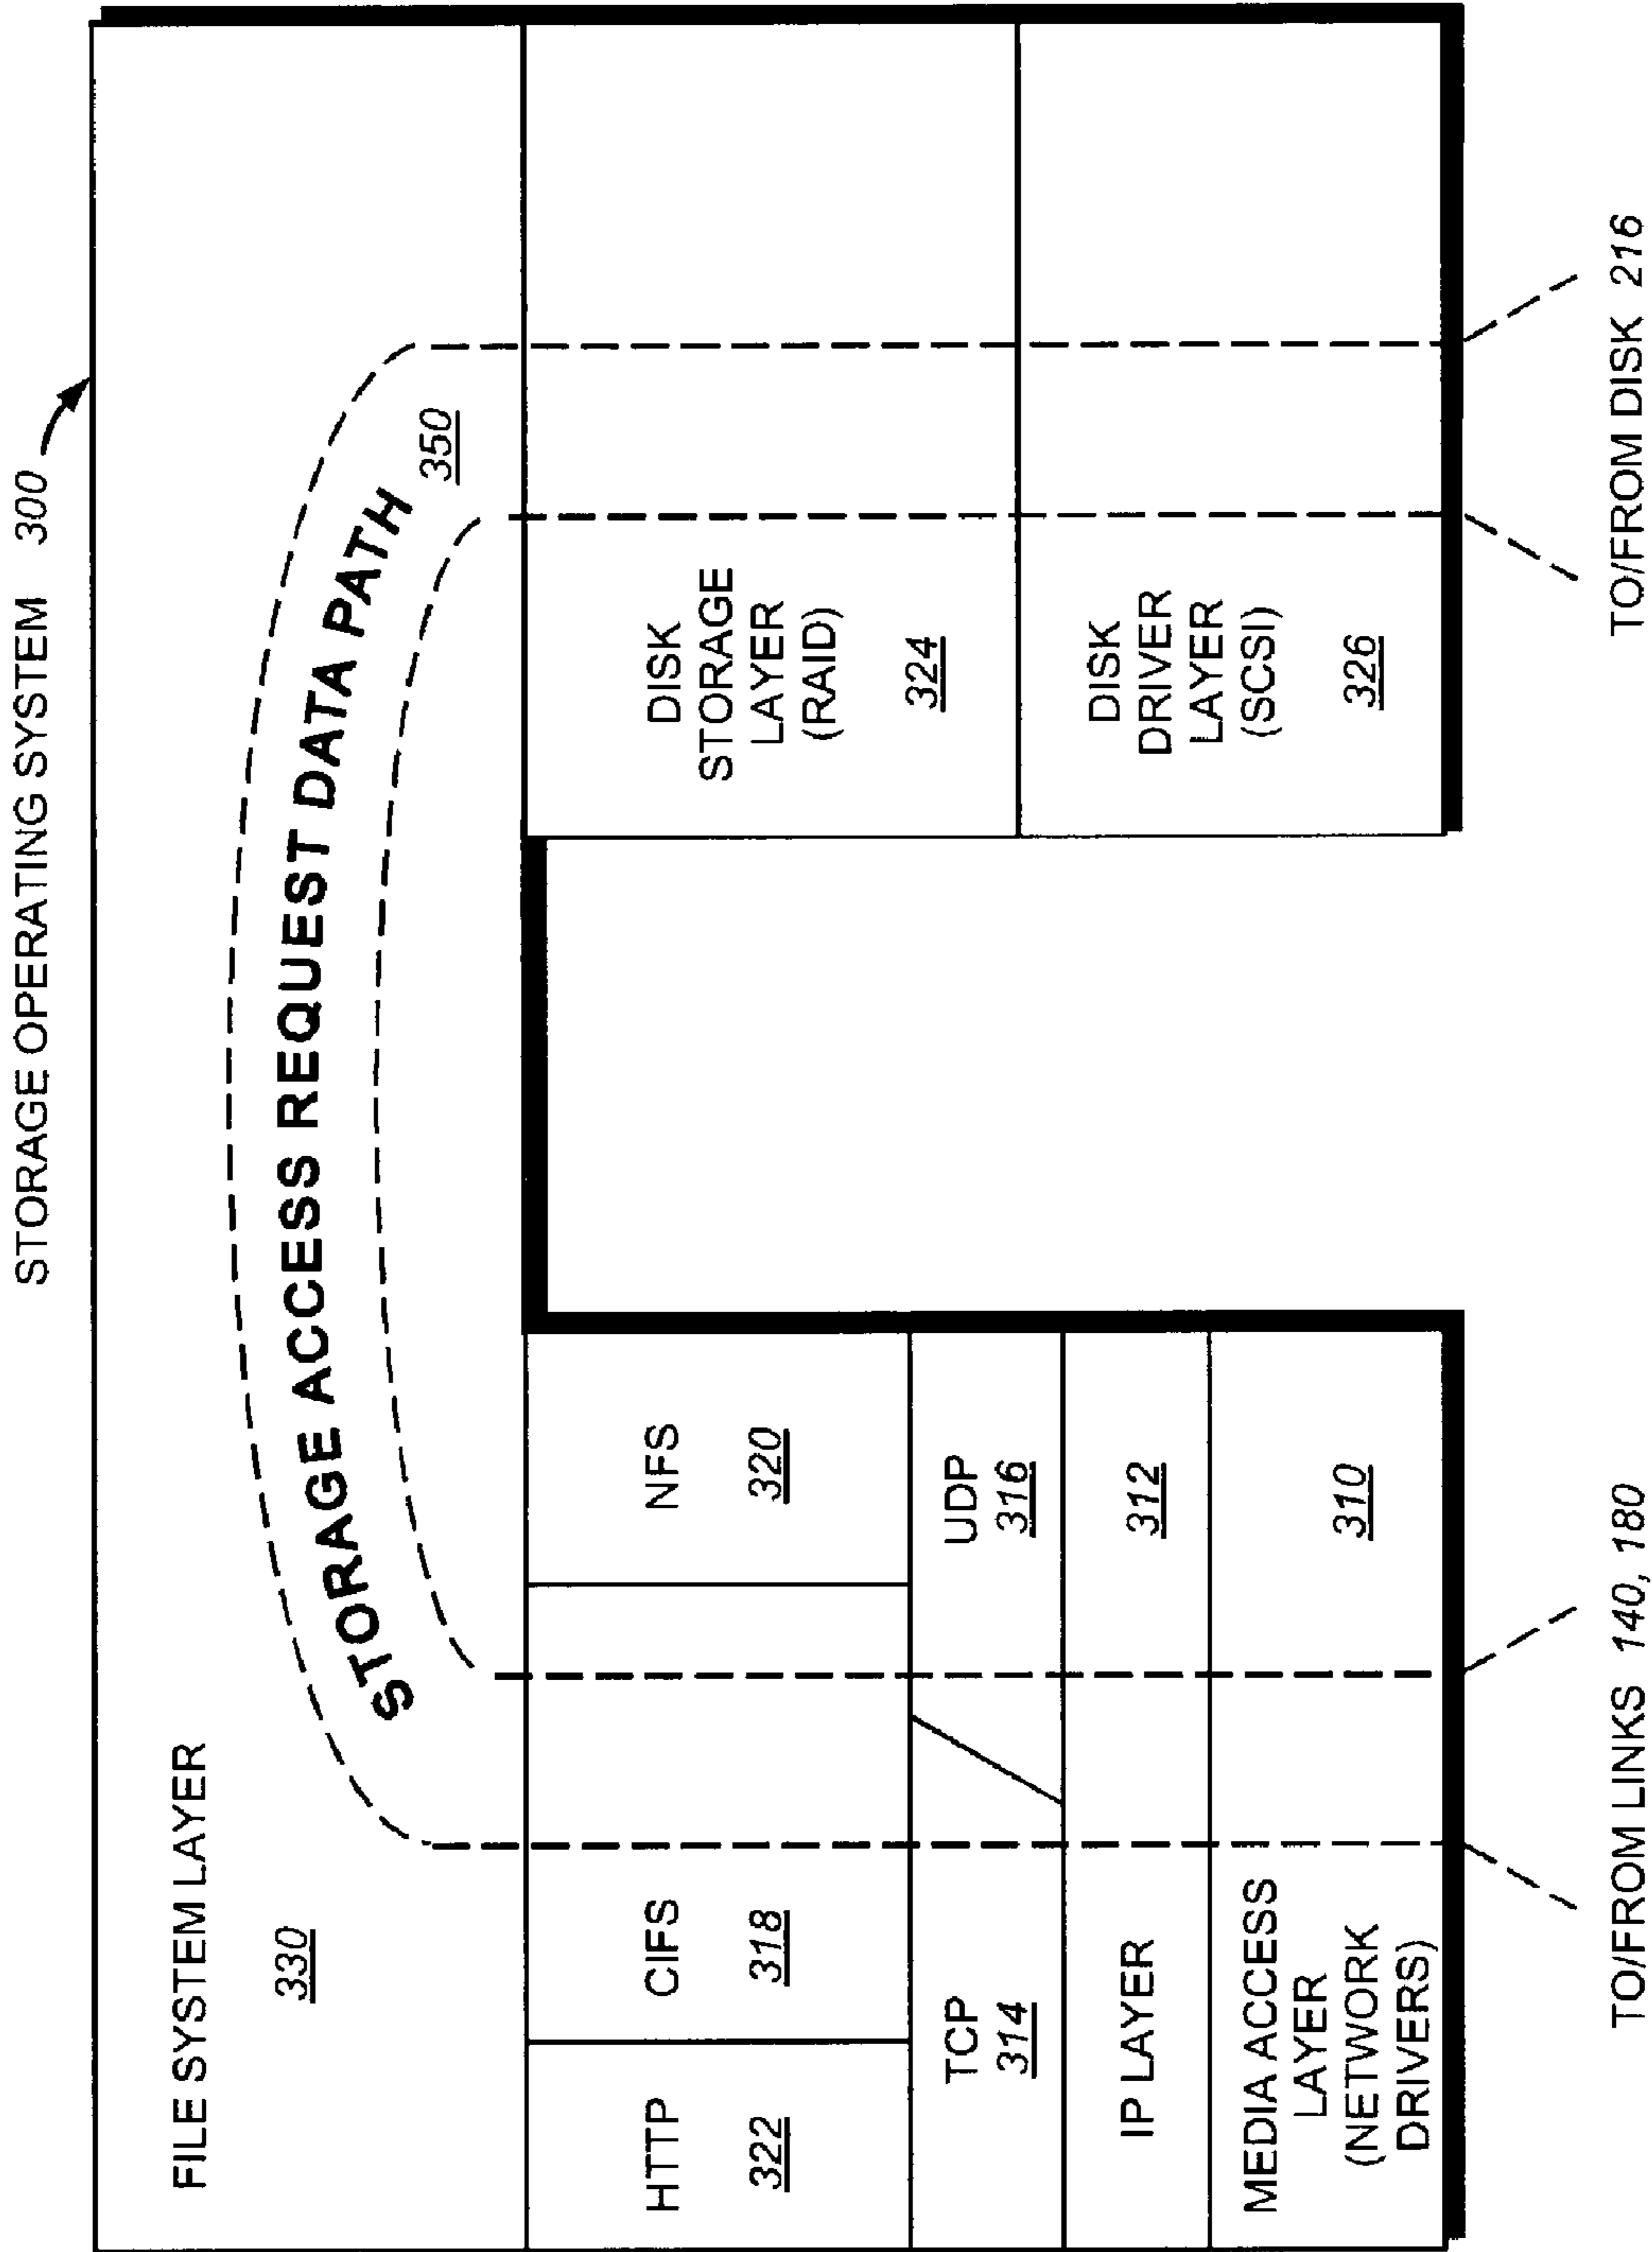 STORAGE OPERATING SYSTEM 300
FILE SYSTEM LAYER
330
STORAGE ACCESS REQUEST DATA PATH
350
HTTP
322
CIFS
318
NFS
320
TCP
314
UDP
316
IP LAYER
312
MEDIA ACCESS
LAYER
(NETWORK
DRIVERS)
310
DISK
STORAGE
LAYER
(RAID)
324
DISK
DRIVER
LAYER
(SCSI)
326
TO/FROM LINKS 140, 180
TO/FROM DISK 216